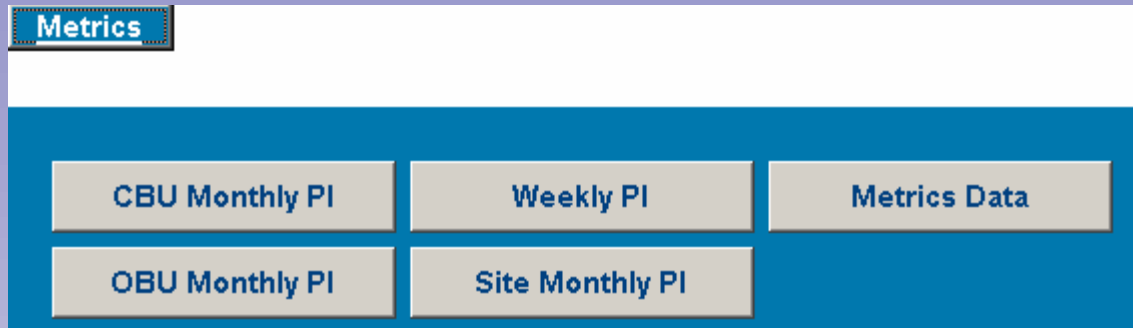 Metrics
CBU Monthly PI
Weekly PI
Metrics Data
OBU Monthly PI
Site Monthly PI